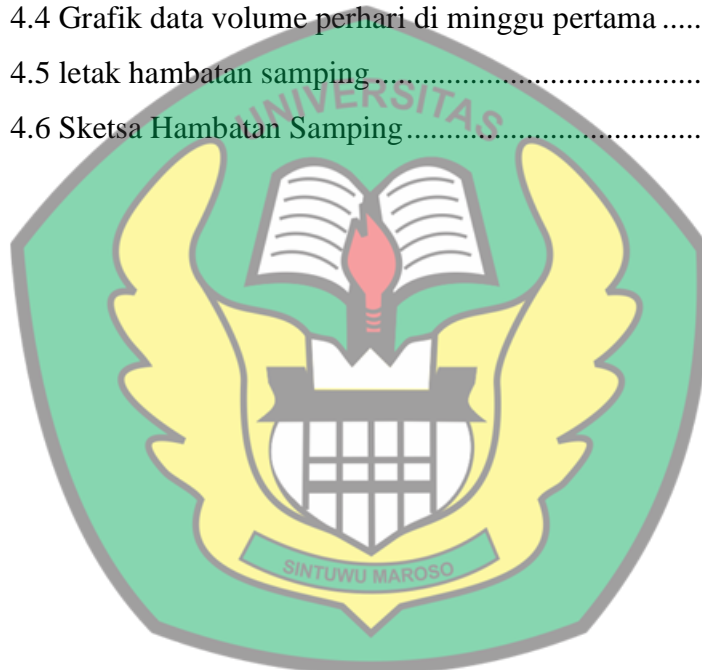 4.4 Grafik data volume perhari di minggu pertama .....
4.5 letak hambatan samping.....................................
4.6 Sketsa Hambatan Samping.................................
UNIVERSITAS
SINTUWU MAROSO